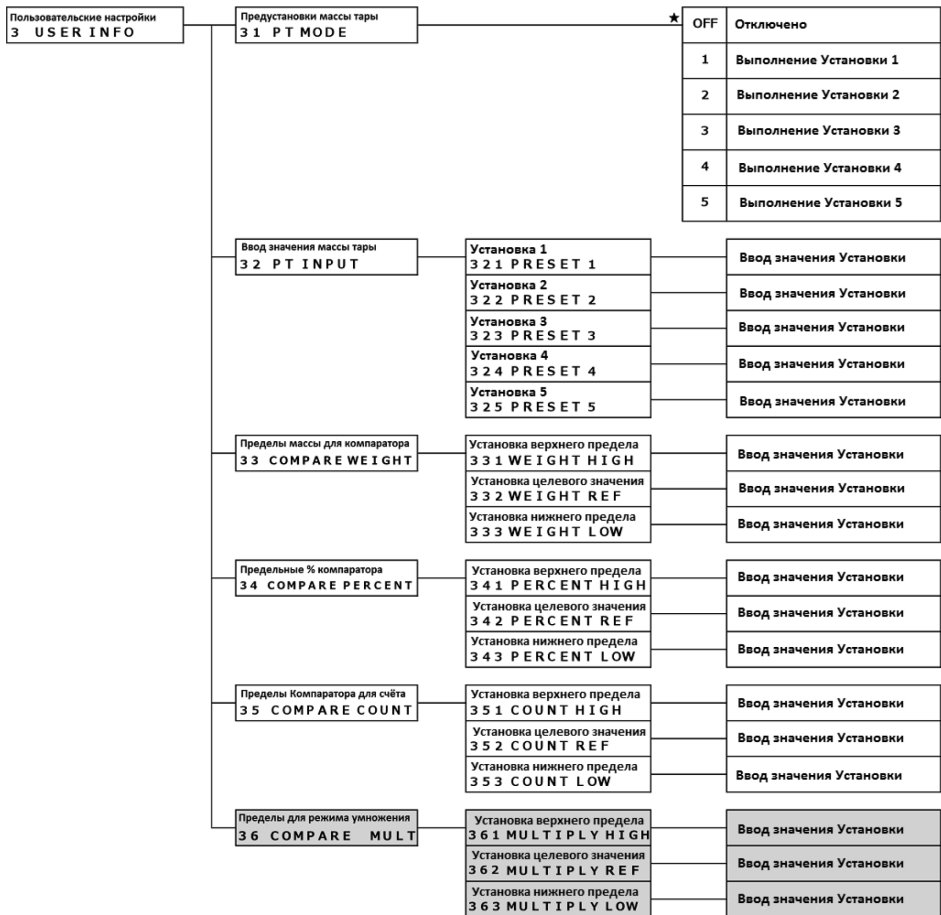 Пользовательские настройки
3 USER INFO
Предустановки массы тары
31 PT MODE
★ OFF Отключено
1 Выполнение Установки 1
2 Выполнение Установки 2
3 Выполнение Установки 3
4 Выполнение Установки 4
5 Выполнение Установки 5
Ввод значения массы тары
32 PT INPUT
Установка 1
321 PRESET 1
Ввод значения Установки
Установка 2
322 PRESET 2
Ввод значения Установки
Установка 3
323 PRESET 3
Ввод значения Установки
Установка 4
324 PRESET 4
Ввод значения Установки
Установка 5
325 PRESET 5
Ввод значения Установки
Пределы массы для компаратора
33 COMPARE WEIGHT
Установка верхнего предела
331 WEIGHT HIGH
Ввод значения Установки
Установка целевого значения
332 WEIGHT REF
Ввод значения Установки
Установка нижнего предела
333 WEIGHT LOW
Ввод значения Установки
Предельные % компаратора
34 COMPARE PERCENT
Установка верхнего предела
341 PERCENT HIGH
Ввод значения Установки
Установка целевого значения
342 PERCENT REF
Ввод значения Установки
Установка нижнего предела
343 PERCENT LOW
Ввод значения Установки
Пределы Компаратора для счёта
35 COMPARE COUNT
Установка верхнего предела
351 COUNT HIGH
Ввод значения Установки
Установка целевого значения
352 COUNT REF
Ввод значения Установки
Установка нижнего предела
353 COUNT LOW
Ввод значения Установки
Пределы для режима умножения
36 COMPARE MULT
Установка верхнего предела
361 MULTIPLY HIGH
Ввод значения Установки
Установка целевого значения
362 MULTIPLY REF
Ввод значения Установки
Установка нижнего предела
363 MULTIPLY LOW
Ввод значения Установки